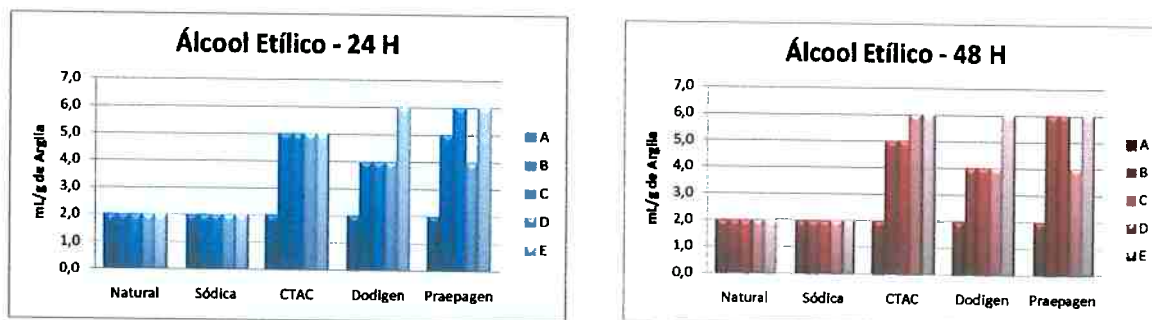 Álcool Etílico - 24 H
7,0
6,0
5,0
4,0
3,0
2,0
1,0
0,0
mL/g de Argila
Natural Sódica CTAC Dodigen Praepagen
A
B
C
D
E
Álcool Etílico - 48 H
7,0
6,0
5,0
4,0
3,0
2,0
1,0
0,0
mL/g de Argila
Natural Sódica CTAC Dodigen Praepagen
A
B
C
D
E